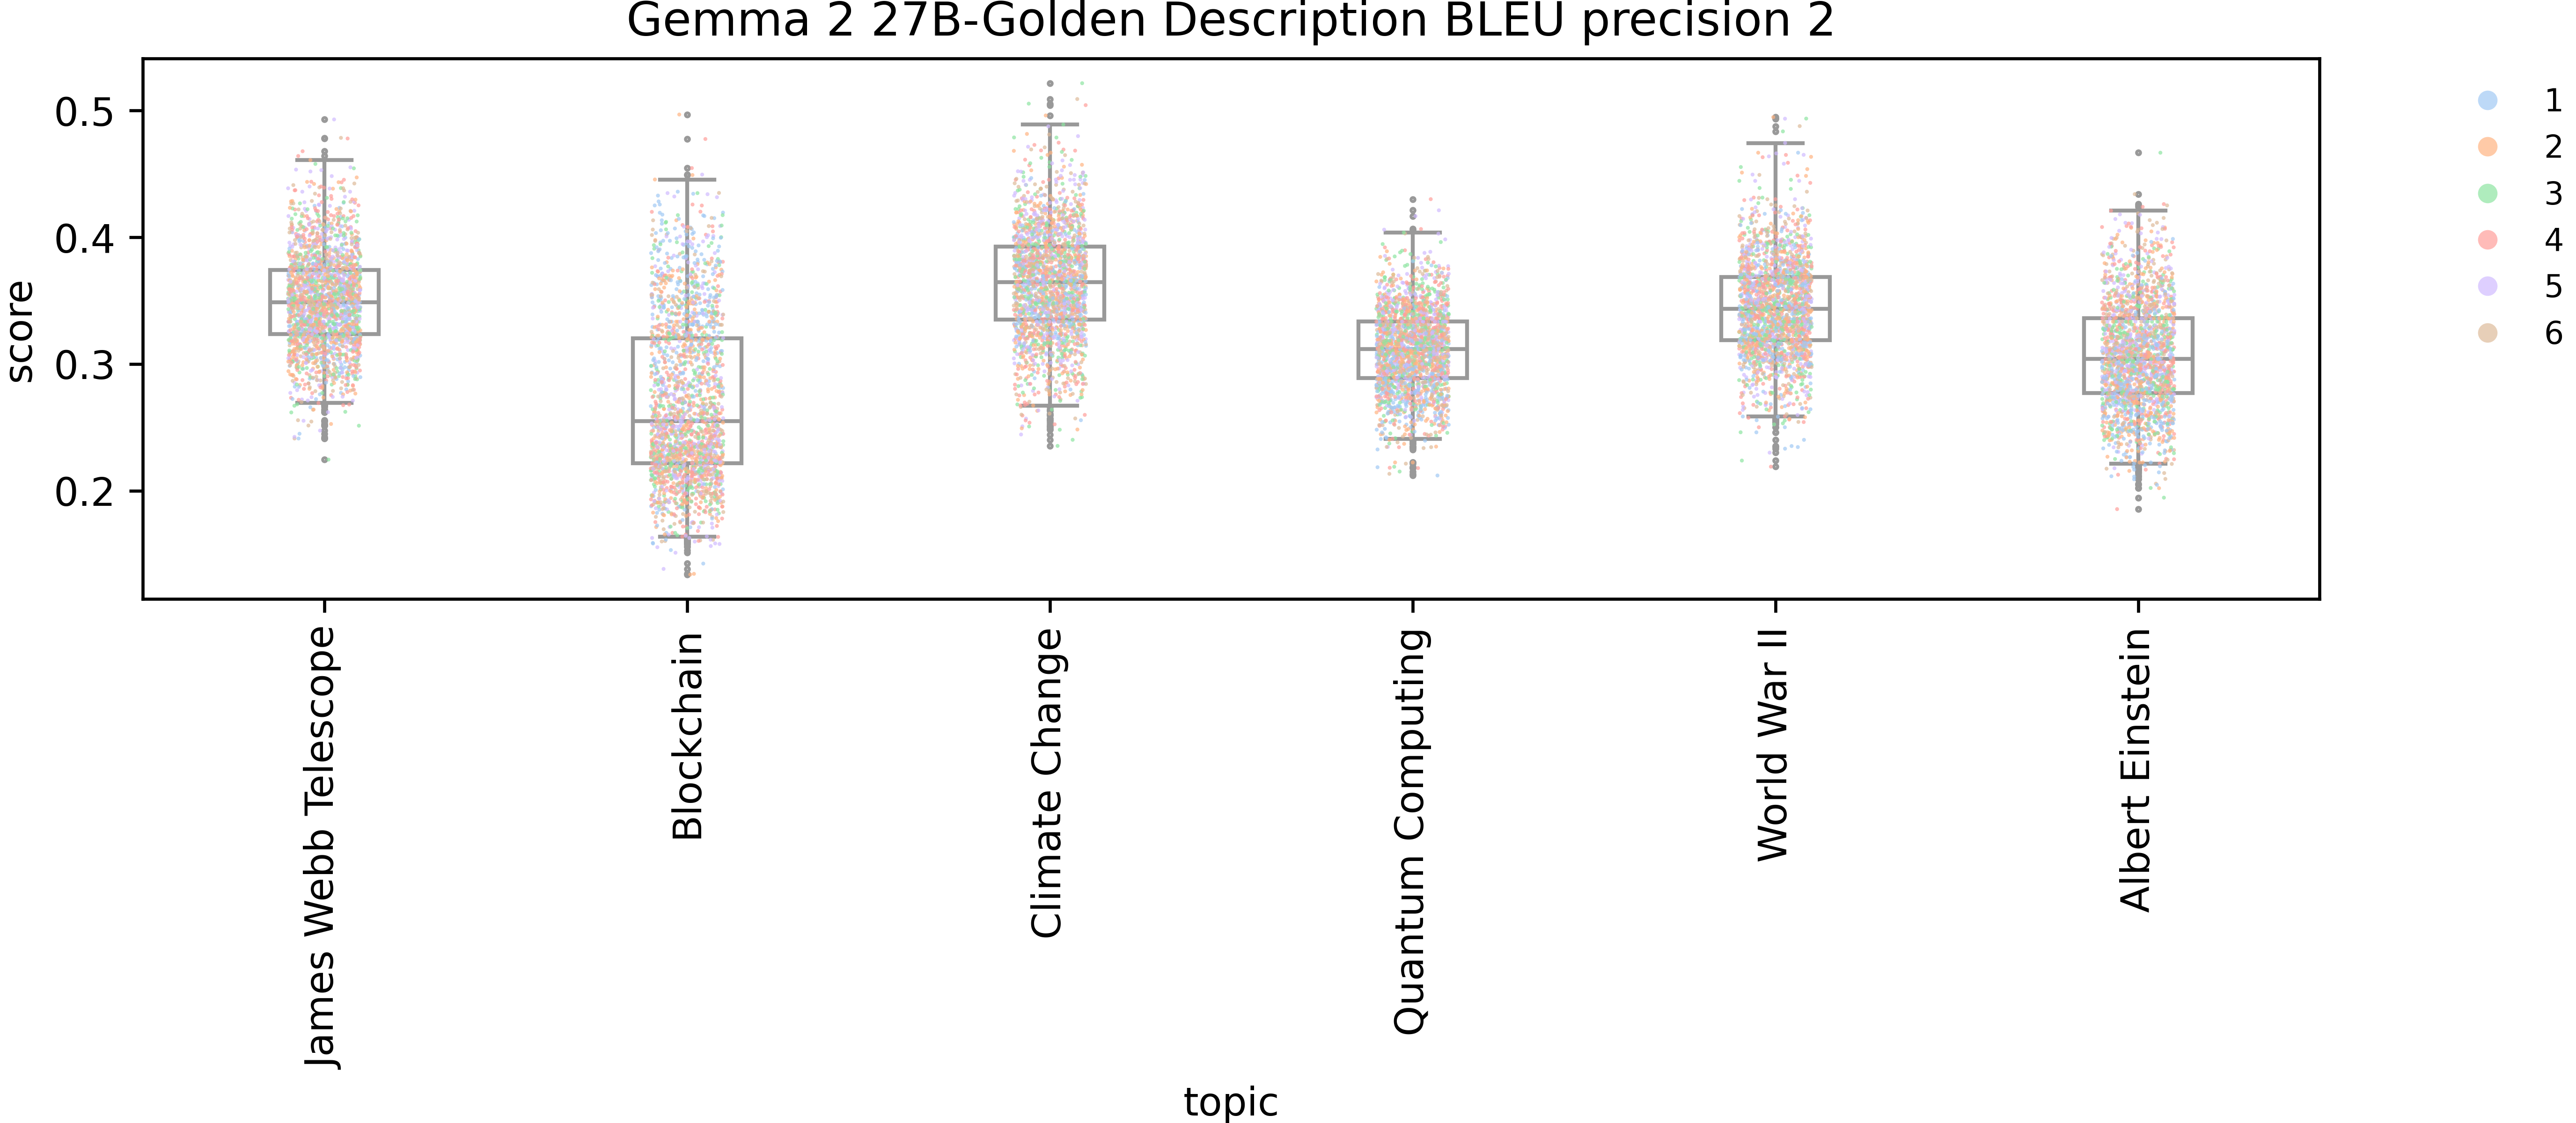 Gemma 2 27B-Golden Description BLEU precision 2
score
0.5
0.4
0.3
0.2
James Webb Telescope
Blockchain
Climate Change
Quantum Computing
World War II
Albert Einstein
topic
1
2
3
4
5
6